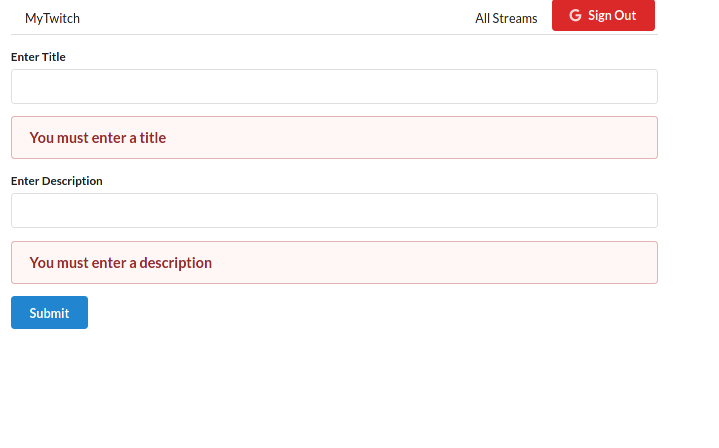 MyTwitch All Streams Sign Out
Enter Title
You must enter a title
Enter Description
You must enter a description
Submit